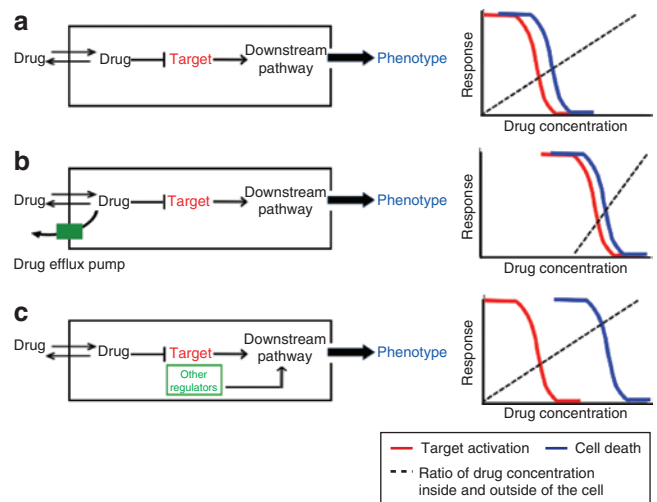 a
Drug
Drug
Target
Downstream
pathway
Phenotype
Response
Drug concentration
b
Drug
Drug
Target
Downstream
pathway
Phenotype
Drug efflux pump
Response
Drug concentration
c
Drug
Drug
Target
Downstream
pathway
Phenotype
Other
regulators
Response
Drug concentration
Target activation
Cell death
Ratio of drug concentration
inside and outside of the cell